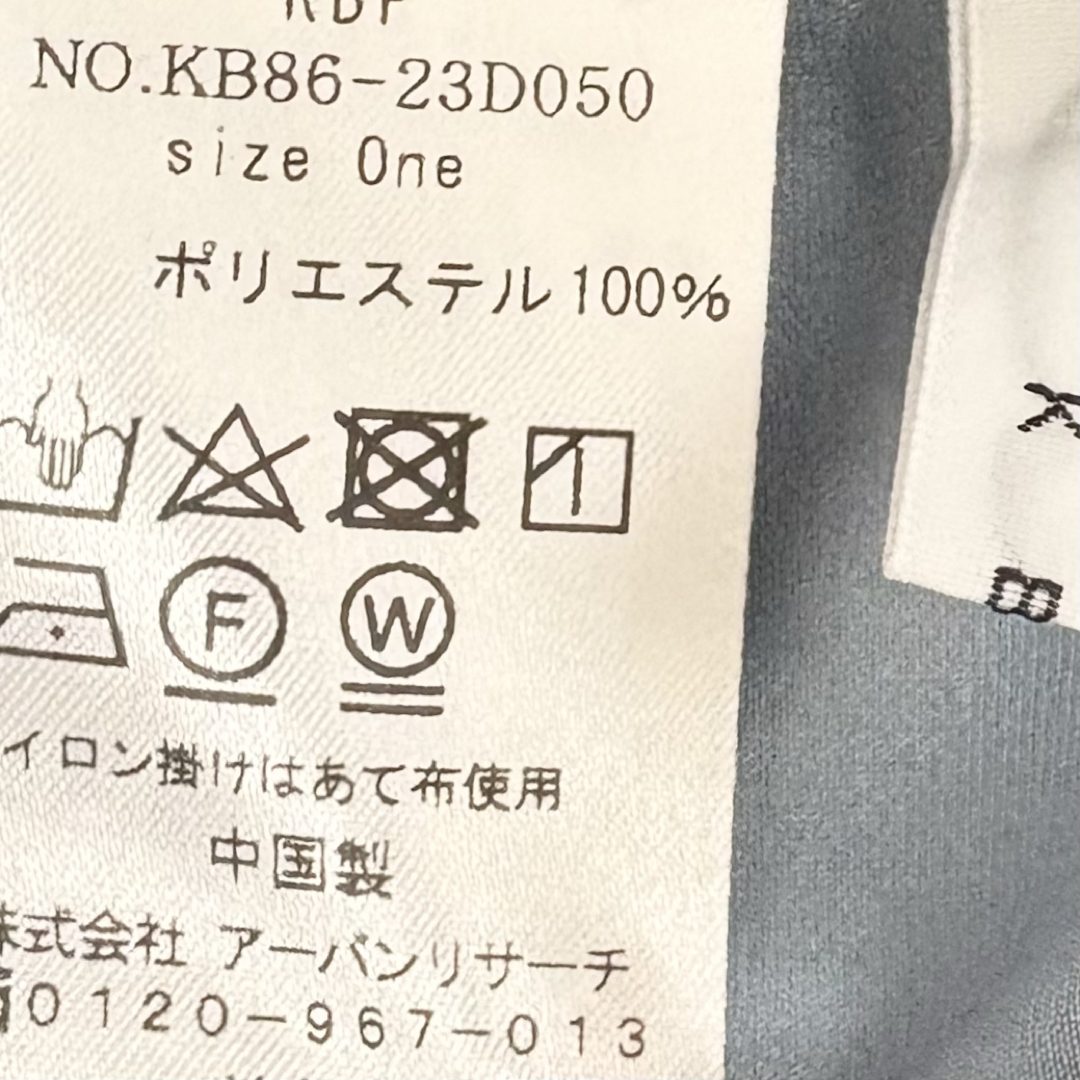 KBF
NO.KB86-23D050
size One
ポリエステル100%
F
W
イロン掛けはあて布使用
中国製
株式会社 アーバンリサーチ
0120-967-013